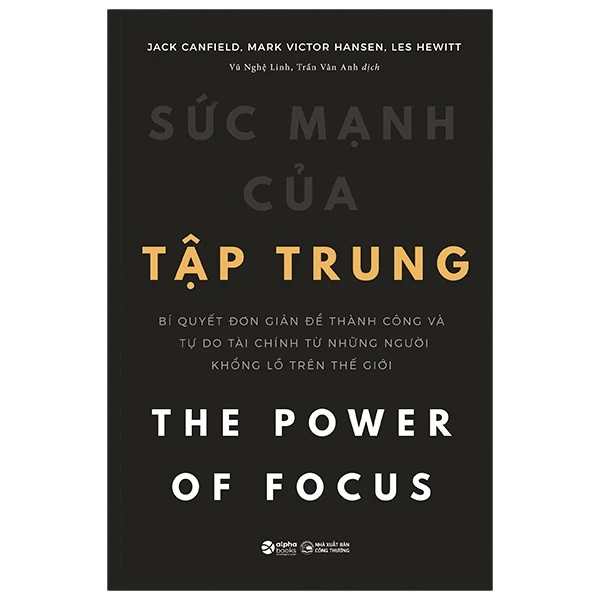 JACK CANFIELD, MARK VICTOR HANSEN, LES HEWITT
Vũ Nghệ Linh, Trần Vân Anh dịch
SỨC MẠNH
CỦA
TẬP TRUNG
BÍ QUYẾT ĐƠN GIẢN ĐỂ THÀNH CÔNG VÀ
TỰ DO TÀI CHÍNH TỪ NHỮNG NGƯỜI
KHỔNG LỒ TRÊN THẾ GIỚI
THE POWER
OF FOCUS
alpha
books
NHÀ XUẤT BẢN
CÔNG THƯƠNG